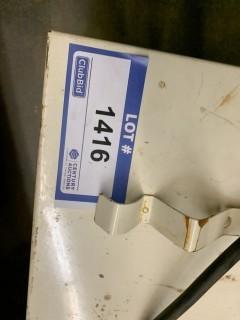 LOT #
1416
ClubBid
CENTURY
AUCTIONS